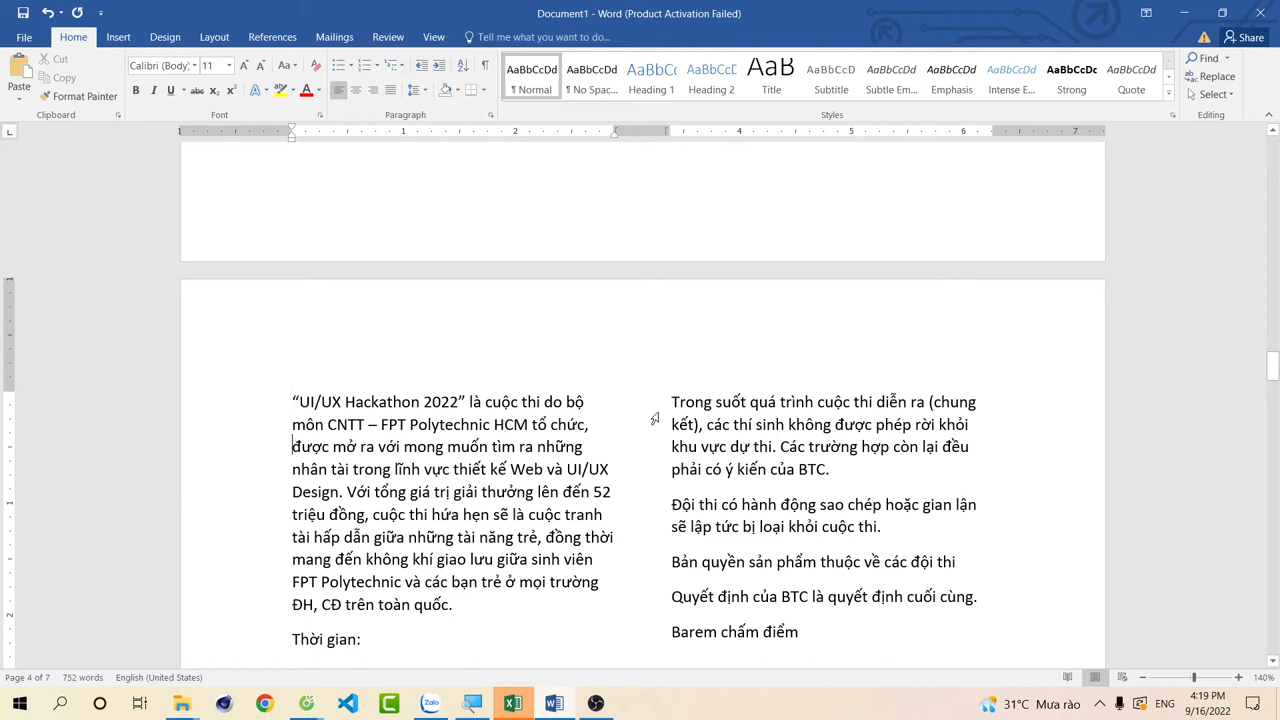 Document1 - Word (Product Activation Failed)
File Home Insert Design Layout References Mailings Review View Tell me what you want to do... Share
Paste Cut Copy Format Painter Clipboard
Calibri (Body) 11 Font
Paragraph
AaBbCcDd AaBbCcDd AaBbCc AaBbCcD AaB AaBbCcD AaBbCcDd AaBbCcDd AaBbCcDd AaBbCcDc AaBbCcDd
¶ Normal ¶ No Spac... Heading 1 Heading 2 Title Subtitle Subtle Em... Emphasis Intense E... Strong Quote
Styles
Find Replace Select Editing
1 1 2 4 5 6 7
“UI/UX Hackathon 2022” là cuộc thi do bộ
môn CNTT – FPT Polytechnic HCM tổ chức,
được mở ra với mong muốn tìm ra những
nhân tài trong lĩnh vực thiết kế Web và UI/UX
Design. Với tổng giá trị giải thưởng lên đến 52
triệu đồng, cuộc thi hứa hẹn sẽ là cuộc tranh
tài hấp dẫn giữa những tài năng trẻ, đồng thời
mang đến không khí giao lưu giữa sinh viên
FPT Polytechnic và các bạn trẻ ở mọi trường
ĐH, CĐ trên toàn quốc.
Thời gian:
Trong suốt quá trình cuộc thi diễn ra (chung
kết), các thí sinh không được phép rời khỏi
khu vực dự thi. Các trường hợp còn lại đều
phải có ý kiến của BTC.
Đội thi có hành động sao chép hoặc gian lận
sẽ lập tức bị loại khỏi cuộc thi.
Bản quyền sản phẩm thuộc về các đội thi
Quyết định của BTC là quyết định cuối cùng.
Barem chấm điểm
Page 4 of 7 752 words English (United States) 140%
Zalo 31°C Mưa rào ENG 4:19 PM
9/16/2022